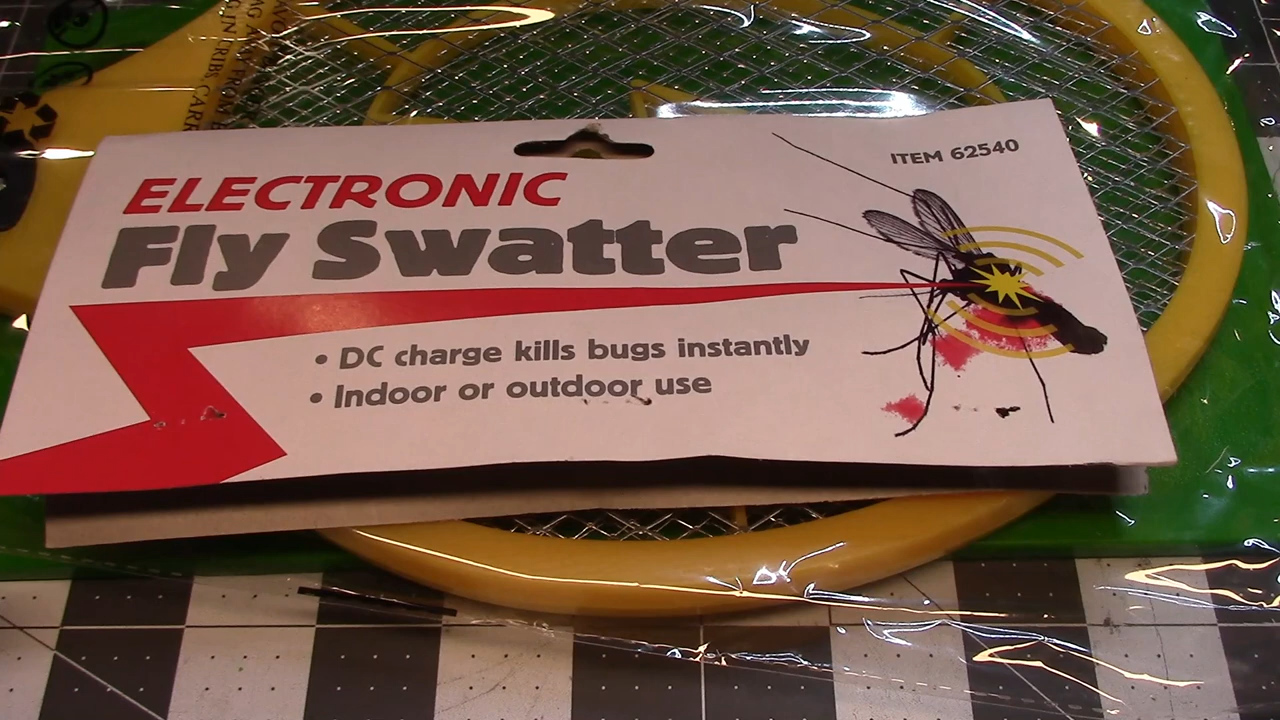 ITEM 62540
ELECTRONIC
Fly Swatter
• DC charge kills bugs instantly
• Indoor or outdoor use